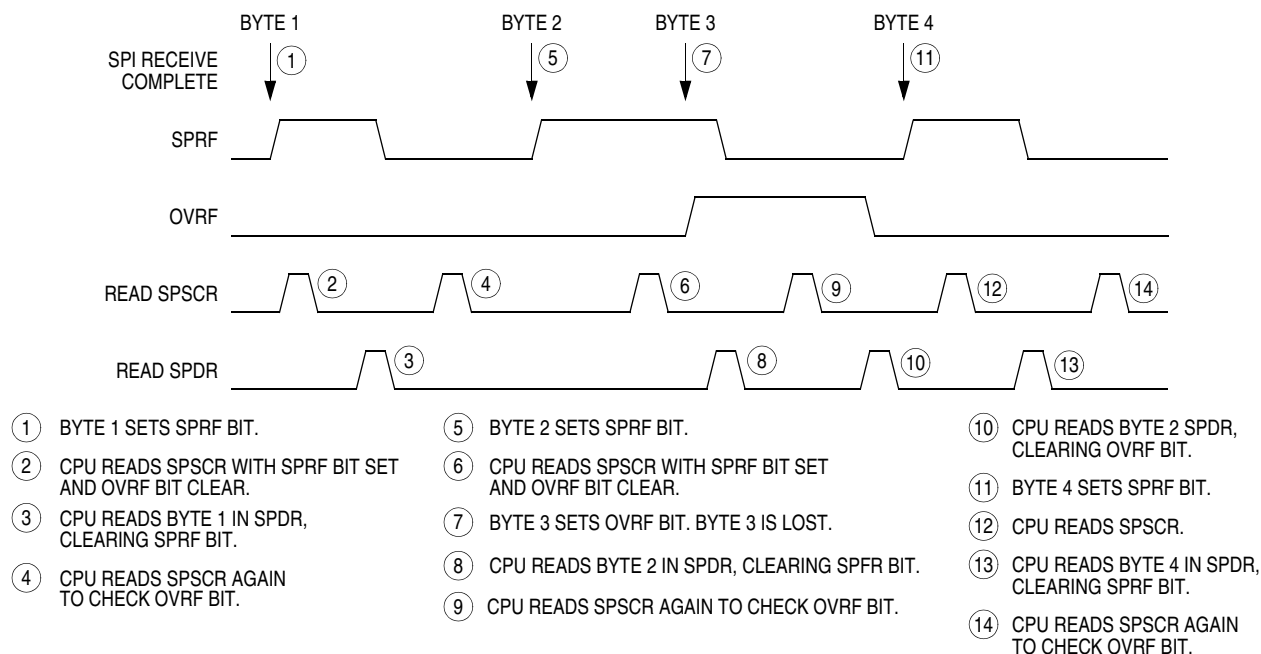 BYTE 1
BYTE 2
BYTE 3
BYTE 4
SPI RECEIVE
COMPLETE
1
5
7
11
SPRF
OVRF
READ SPSCR
2
4
6
9
12
14
READ SPDR
3
8
10
13
1 BYTE 1 SETS SPRF BIT.
2 CPU READS SPSCR WITH SPRF BIT SET
AND OVRF BIT CLEAR.
3 CPU READS BYTE 1 IN SPDR,
CLEARING SPRF BIT.
4 CPU READS SPSCR AGAIN
TO CHECK OVRF BIT.
5 BYTE 2 SETS SPRF BIT.
6 CPU READS SPSCR WITH SPRF BIT SET
AND OVRF BIT CLEAR.
7 BYTE 3 SETS OVRF BIT. BYTE 3 IS LOST.
8 CPU READS BYTE 2 IN SPDR, CLEARING SPFR BIT.
9 CPU READS SPSCR AGAIN TO CHECK OVRF BIT.
10 CPU READS BYTE 2 SPDR,
CLEARING OVRF BIT.
11 BYTE 4 SETS SPRF BIT.
12 CPU READS SPSCR.
13 CPU READS BYTE 4 IN SPDR,
CLEARING SPRF BIT.
14 CPU READS SPSCR AGAIN
TO CHECK OVRF BIT.